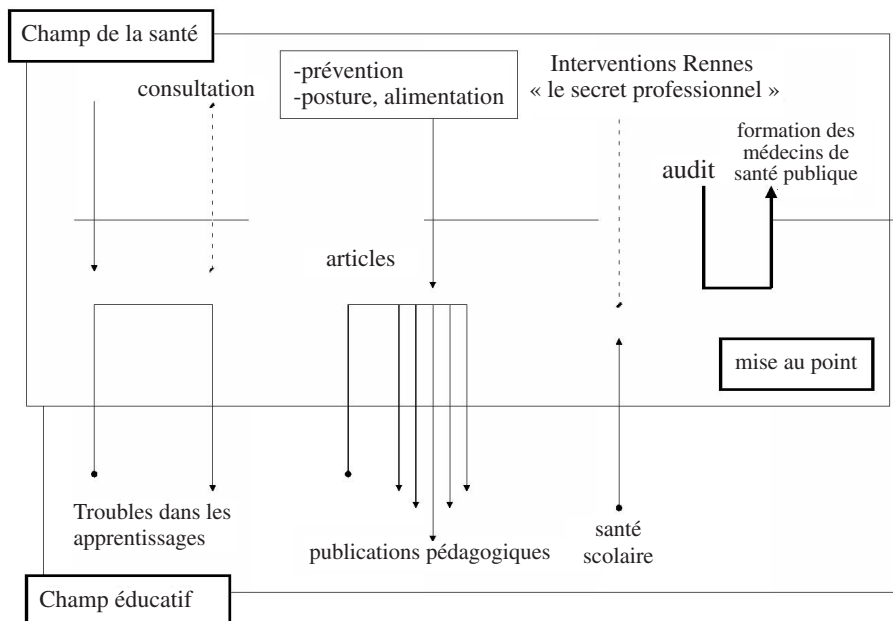 Champ de la santé
consultation
-prévention
-posture, alimentation
Interventions Rennes
« le secret professionnel »
formation des
médecins de
santé publique
audit
articles
mise au point
Troubles dans les
apprentissages
publications pédagogiques
santé
scolaire
Champ éducatif